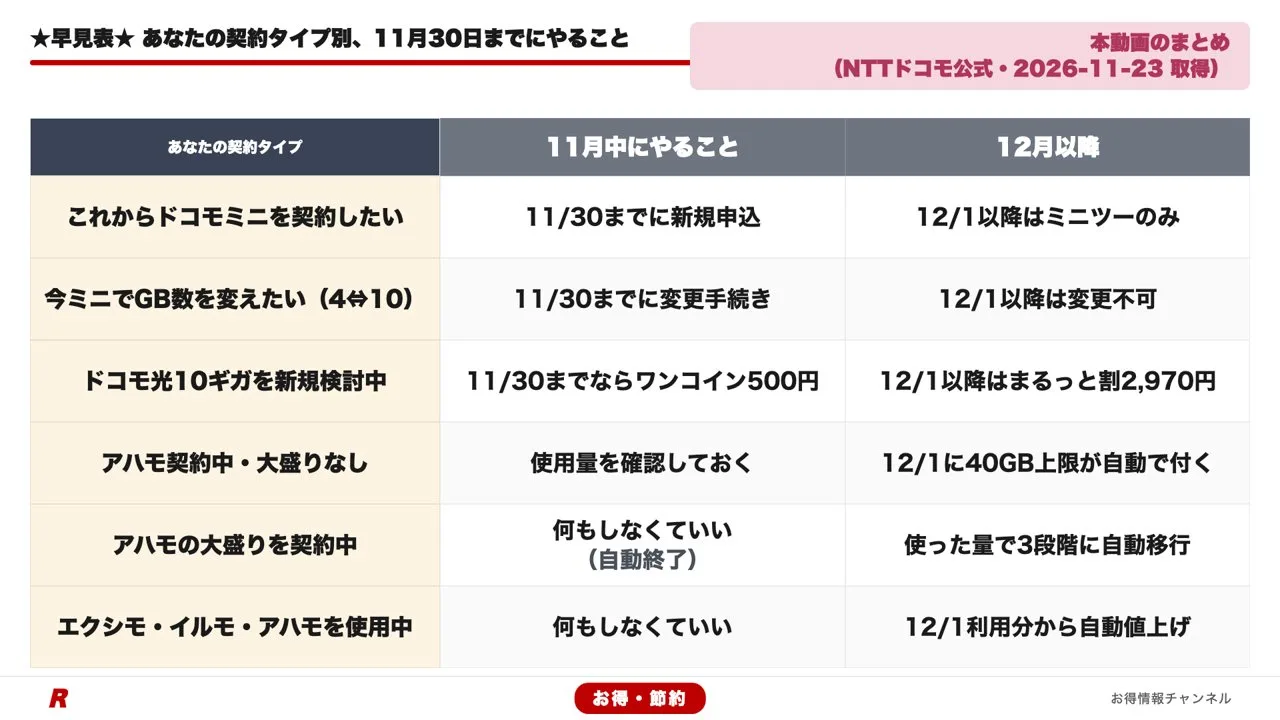 ★早見表★ あなたの契約タイプ別、11月30日までにやること
本動画のまとめ
（NTTドコモ公式・2026-11-23 取得）
あなたの契約タイプ
11月中にやること
12月以降
これからドコモミニを契約したい
11/30までに新規申込
12/1以降はミニツーのみ
今ミニでGB数を変えたい（4⇔10）
11/30までに変更手続き
12/1以降は変更不可
ドコモ光10ギガを新規検討中
11/30までならワンコイン500円
12/1以降はまるっと割2,970円
アハモ契約中・大盛りなし
使用量を確認しておく
12/1に40GB上限が自動で付く
アハモの大盛りを契約中
何もしなくていい
（自動終了）
使った量で3段階に自動移行
エクシモ・イルモ・アハモを使用中
何もしなくていい
12/1利用分から自動値上げ
R
お得・節約
お得情報チャンネル